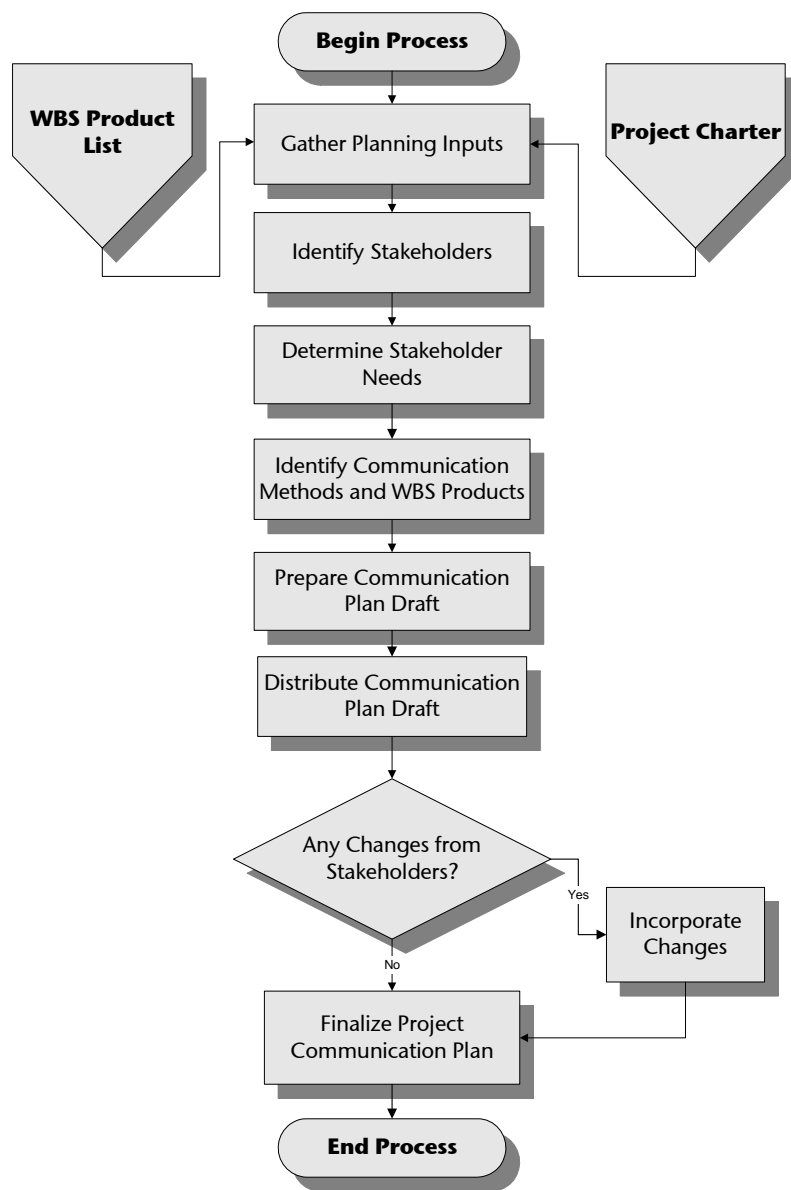 Begin Process
WBS Product
List
Project Charter
Gather Planning Inputs
Identify Stakeholders
Determine Stakeholder
Needs
Identify Communication
Methods and WBS Products
Prepare Communication
Plan Draft
Distribute Communication
Plan Draft
Any Changes from
Stakeholders?
Yes
Incorporate
Changes
No
Finalize Project
Communication Plan
End Process